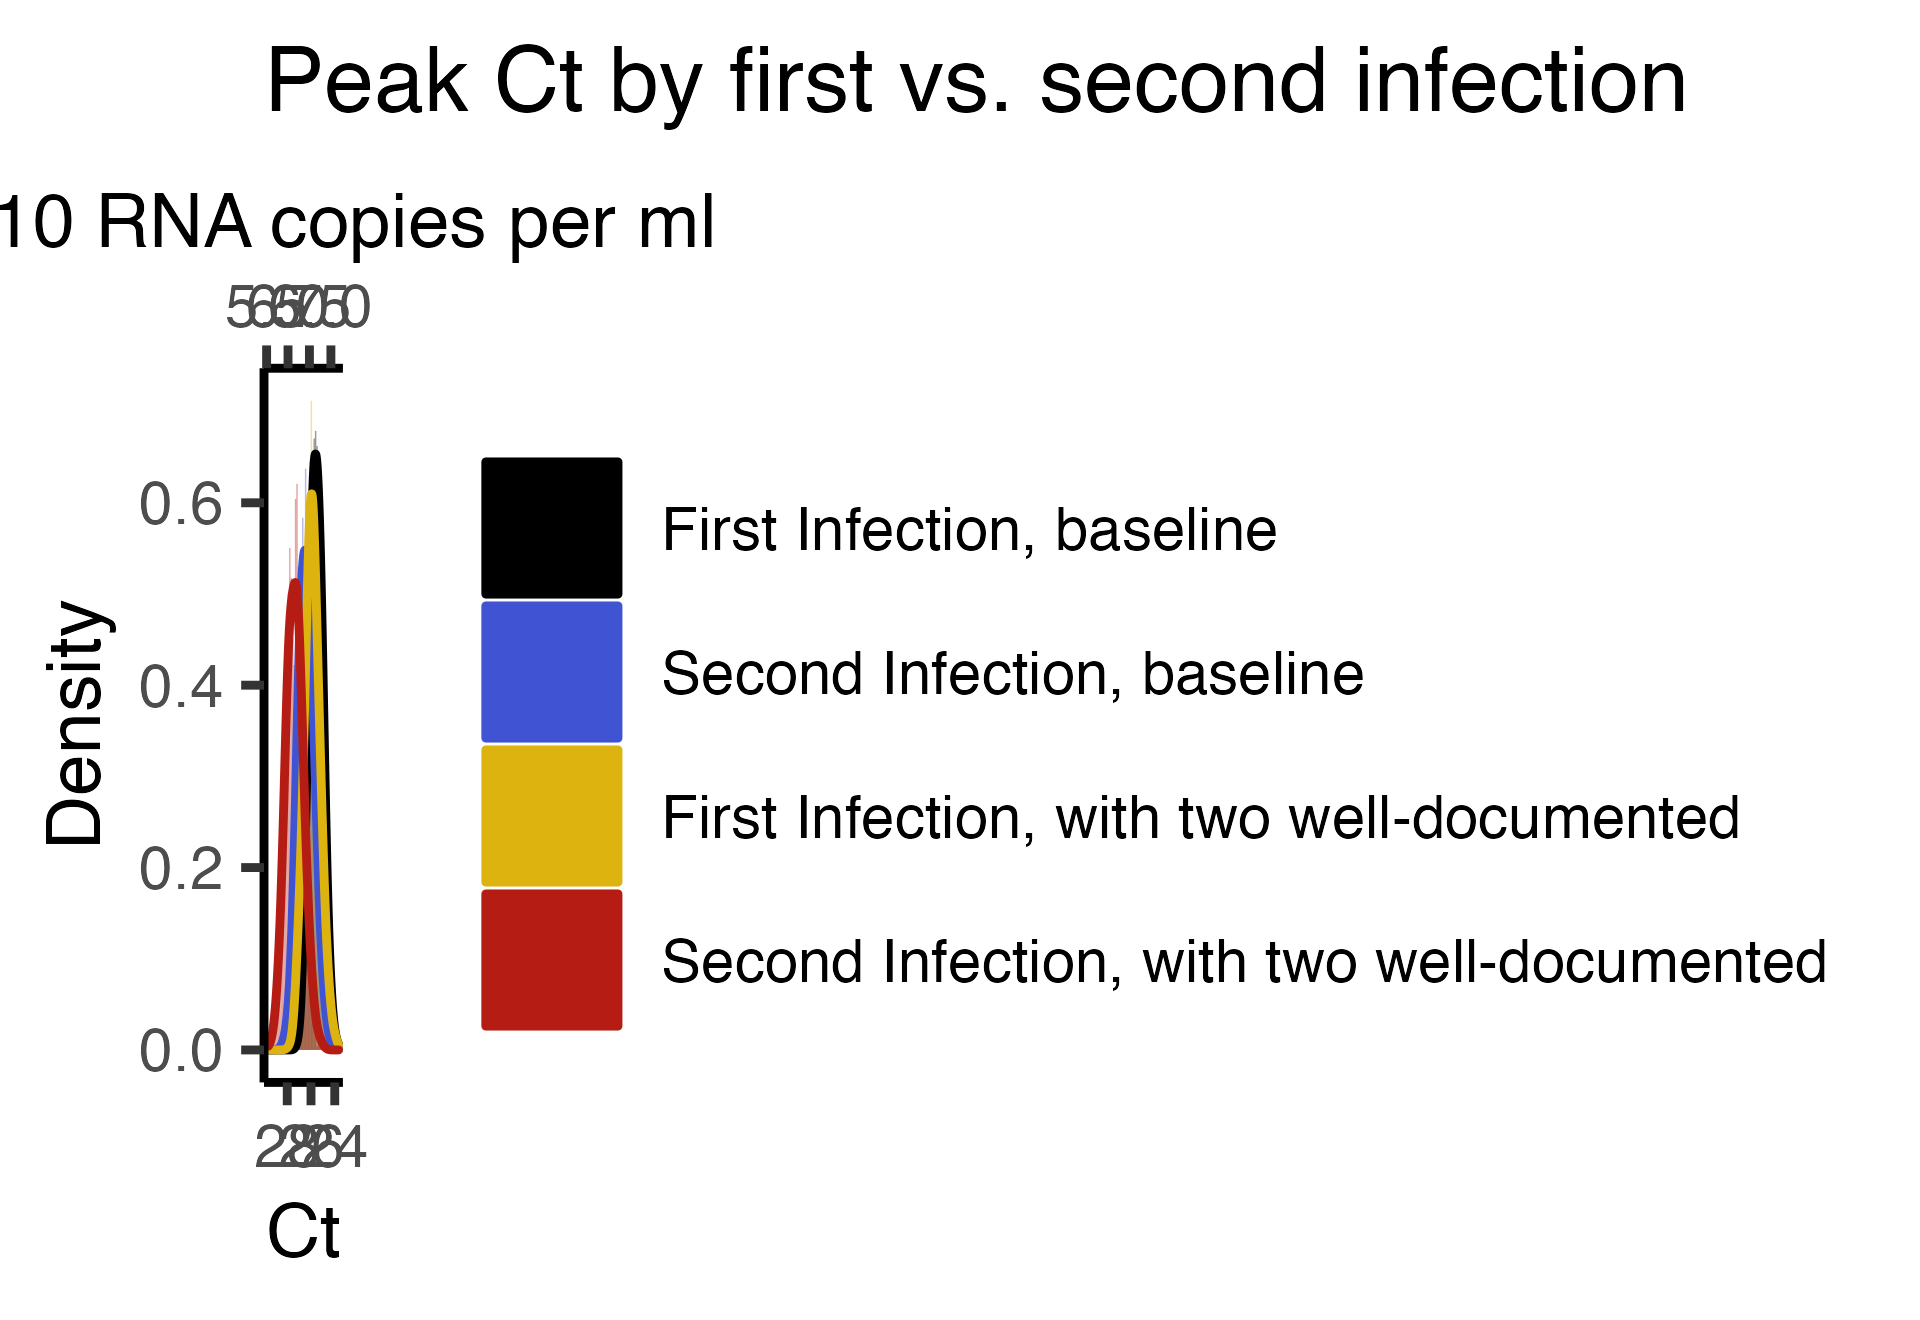 Peak Ct by first vs. second infection
10 RNA copies per ml
0.6
0.4
0.2
0.0
Density
Ct
First Infection, baseline
Second Infection, baseline
First Infection, with two well-documented
Second Infection, with two well-documented